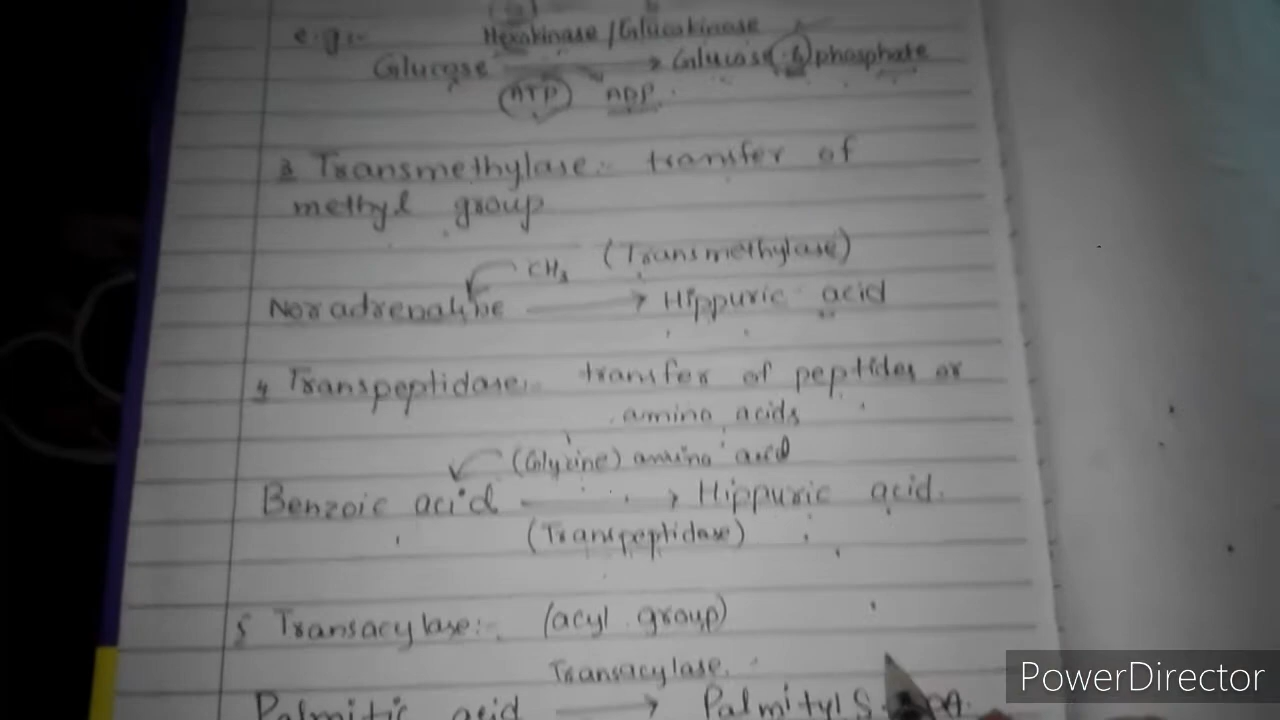 e.g:-
Hexokinase/Glucokinase
Glucose → Glucose 6 phosphate
ATP ADP.
3 Transmethylase:- transfer of
methyl group
CH3 (Transmethylase)
Noradrenaline → Hippuric acid
4 Transpeptidase:- transfer of peptides or
amino acids
(Glycine) amino acid
Benzoic acid → Hippuric acid.
(Transpeptidase)
5 Transacylase:- (acyl group)
Transacylase.
Palmitic acid → Palmityl
PowerDirector